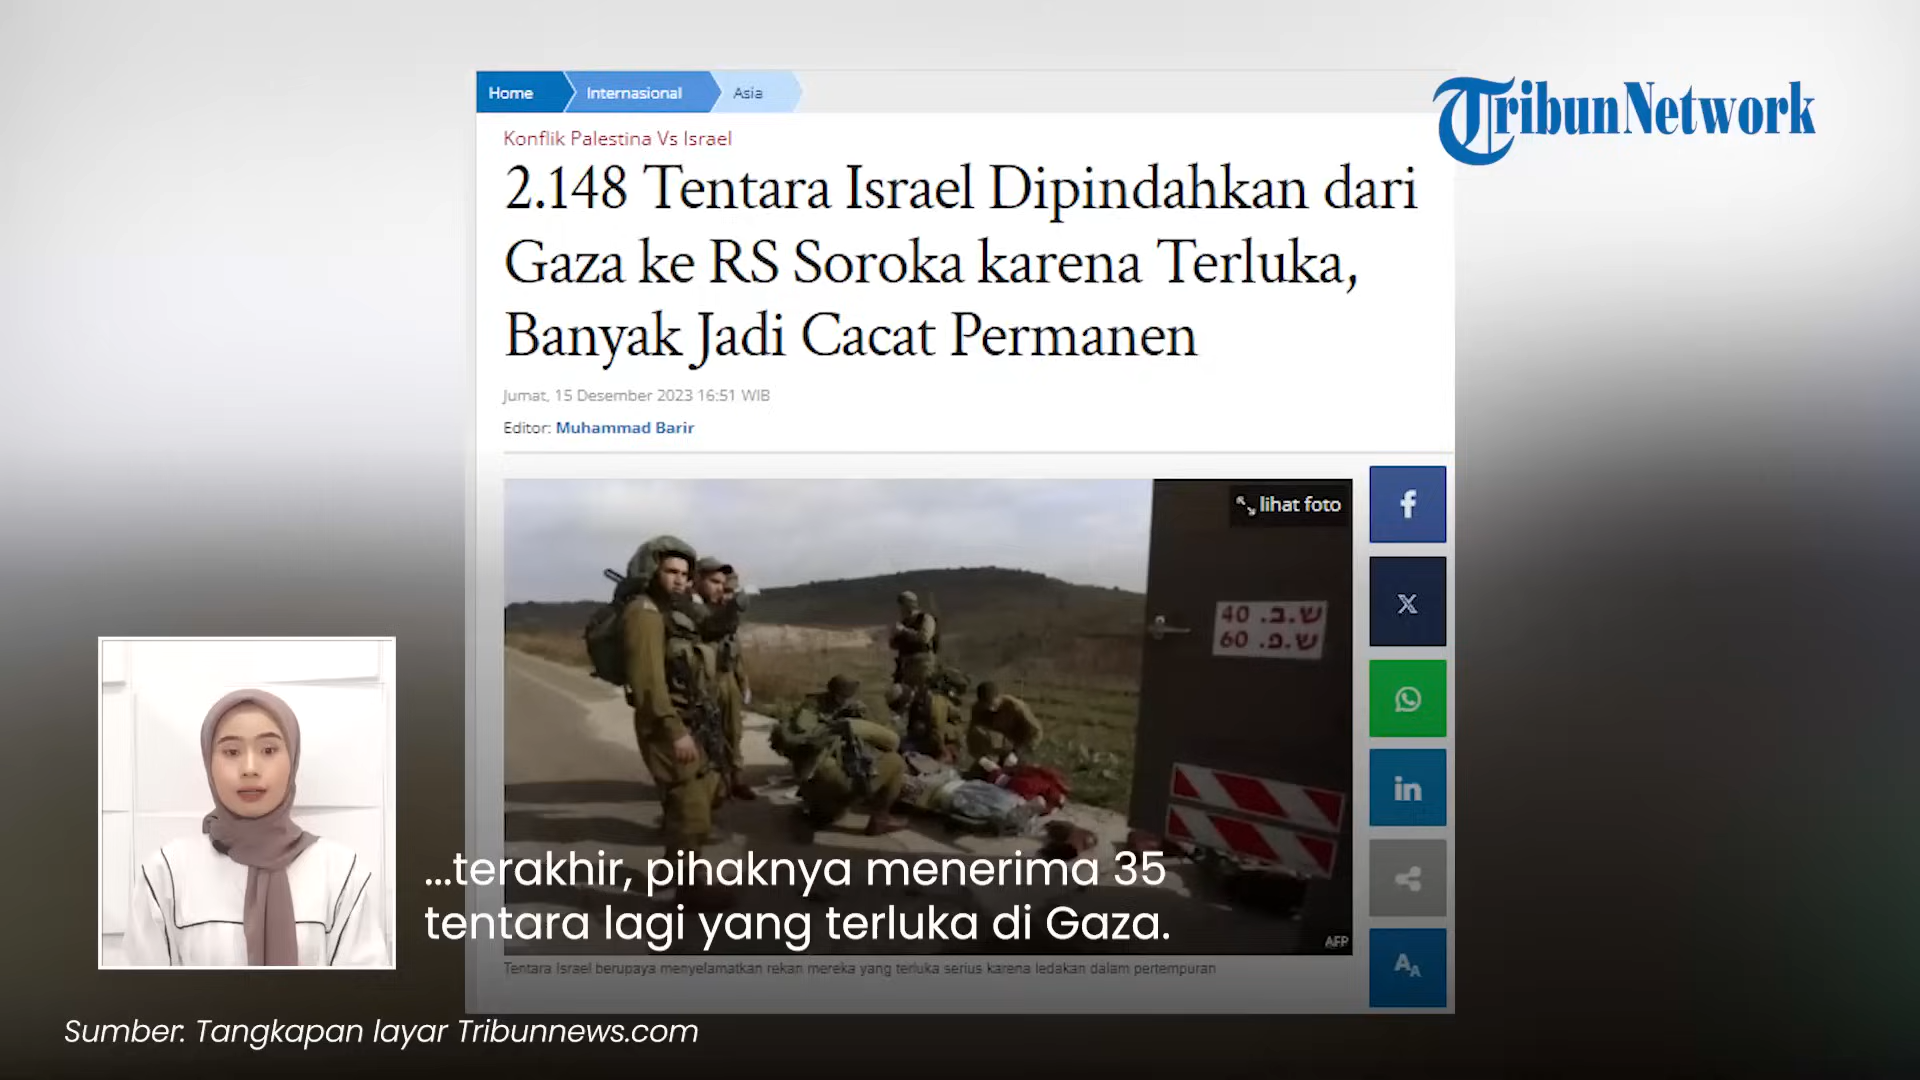 Home Internasional Asia
TribunNetwork
Konflik Palestina Vs Israel
2.148 Tentara Israel Dipindahkan dari
Gaza ke RS Soroka karena Terluka,
Banyak Jadi Cacat Permanen
Jumat, 15 Desember 2023 16:51 WIB
Editor: Muhammad Barir
lihat foto
ש.ב. 40
ש.פ. 60
...terakhir, pihaknya menerima 35
tentara lagi yang terluka di Gaza.
AFP
Tentara Israel berupaya menyelamatkan rekan mereka yang terluka serius karena ledakan dalam pertempuran
Sumber: Tangkapan layar Tribunnews.com